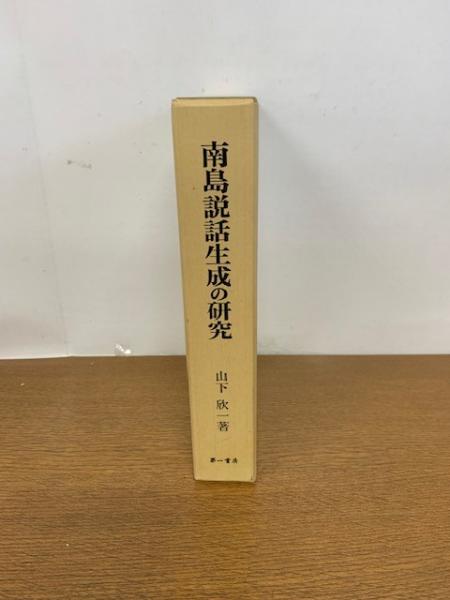 南島説話生成の研究
山下欣一著
第一書房